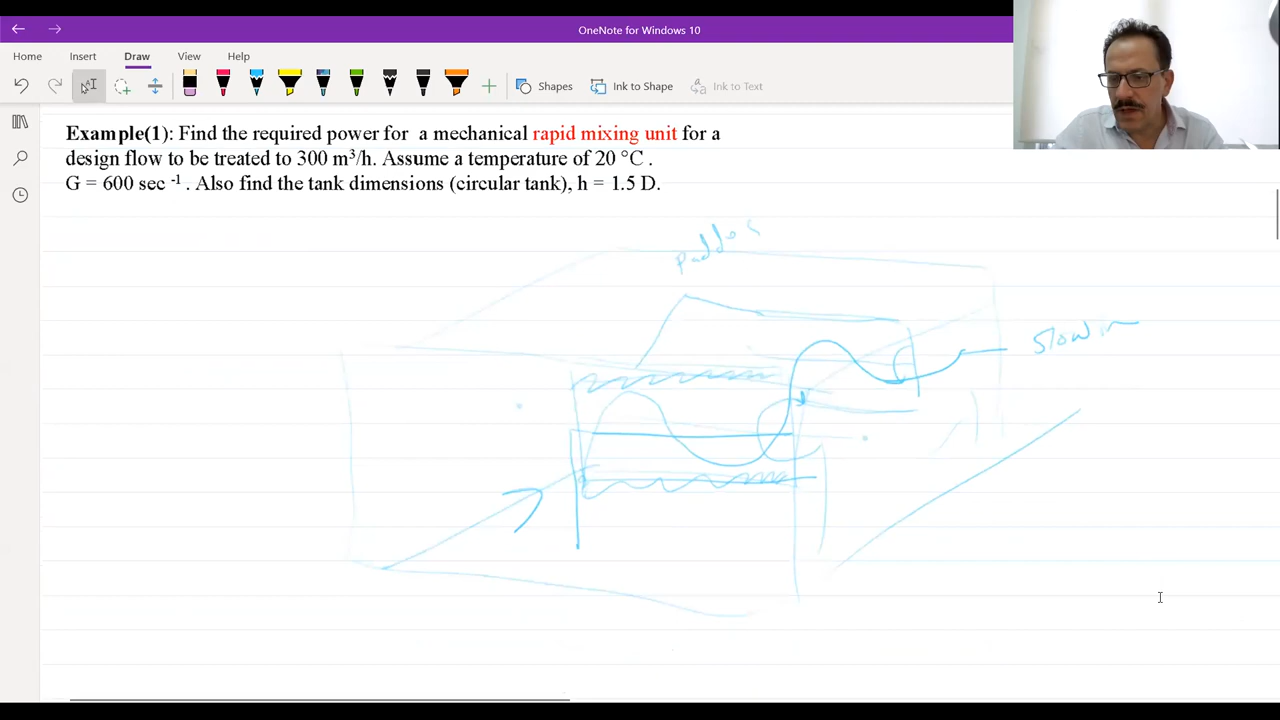 OneNote for Windows 10
Home Insert Draw View Help
Shapes Ink to Shape Ink to Text
Example(1): Find the required power for a mechanical rapid mixing unit for a
design flow to be treated to 300 m³/h. Assume a temperature of 20 °C .
G = 600 sec ⁻¹ . Also find the tank dimensions (circular tank), h = 1.5 D.